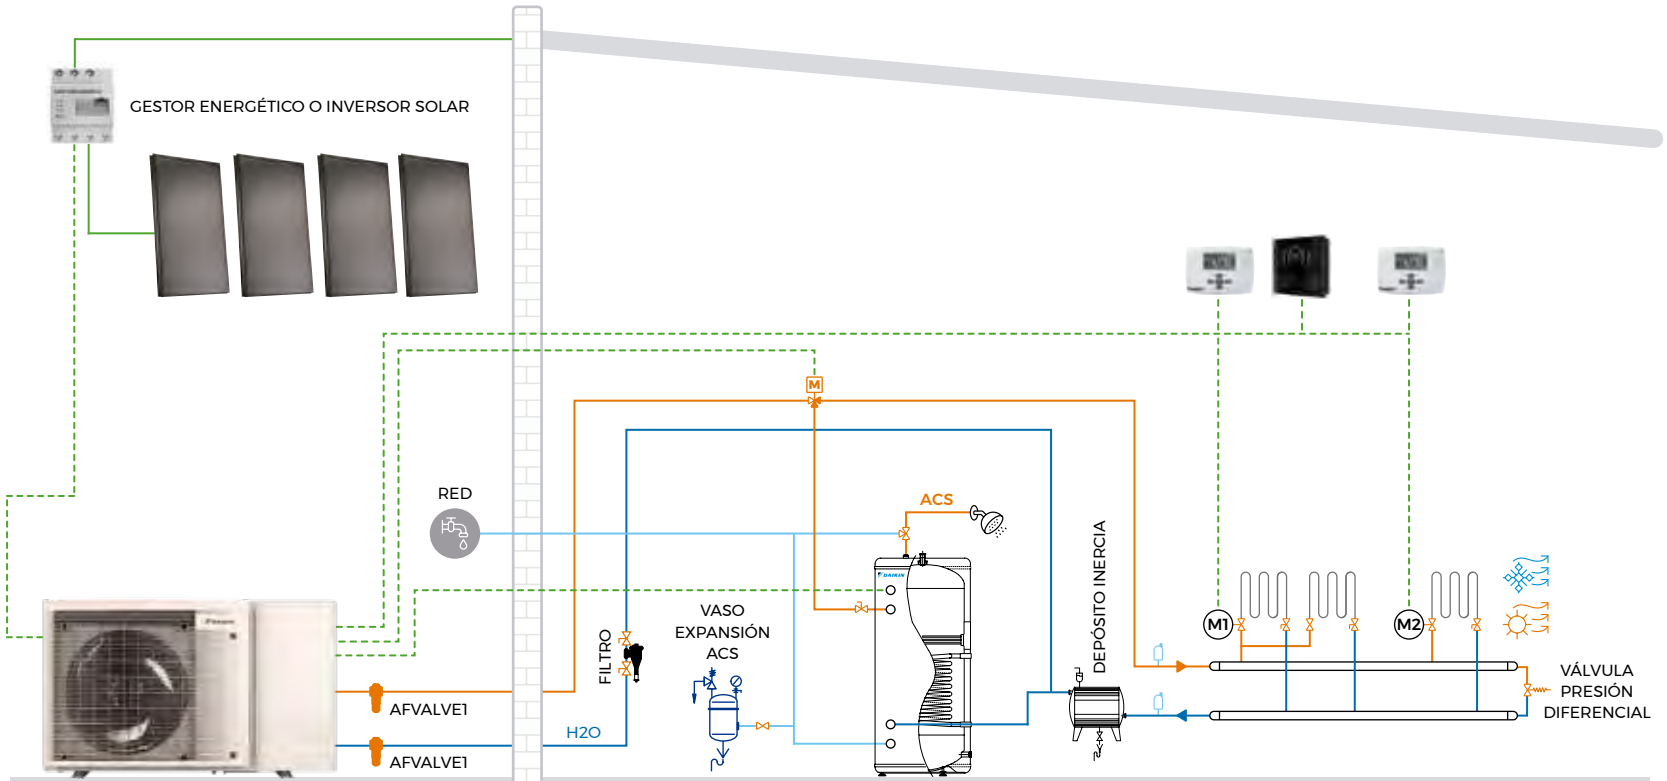 GESTOR ENERGÉTICO O INVERSOR SOLAR
M
RED
ACS
DAIKIN
VASO
EXPANSIÓN
ACS
FILTRO
DEPÓSITO INERCIA
M1
M2
AFVALVE1
H2O
AFVALVE1
VÁLVULA
PRESIÓN
DIFERENCIAL